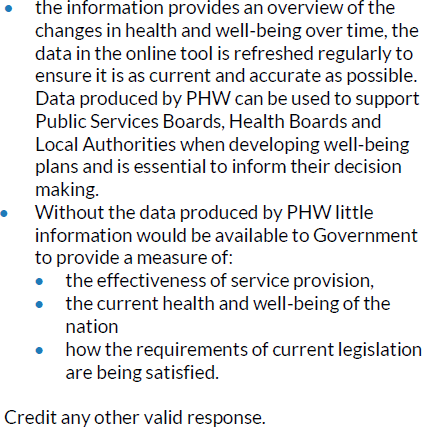 • the information provides an overview of the
changes in health and well-being over time, the
data in the online tool is refreshed regularly to
ensure it is as current and accurate as possible.
Data produced by PHW can be used to support
Public Services Boards, Health Boards and
Local Authorities when developing well-being
plans and is essential to inform their decision
making.
• Without the data produced by PHW little
information would be available to Government
to provide a measure of:
• the effectiveness of service provision,
• the current health and well-being of the
nation
• how the requirements of current legislation
are being satisfied.
Credit any other valid response.